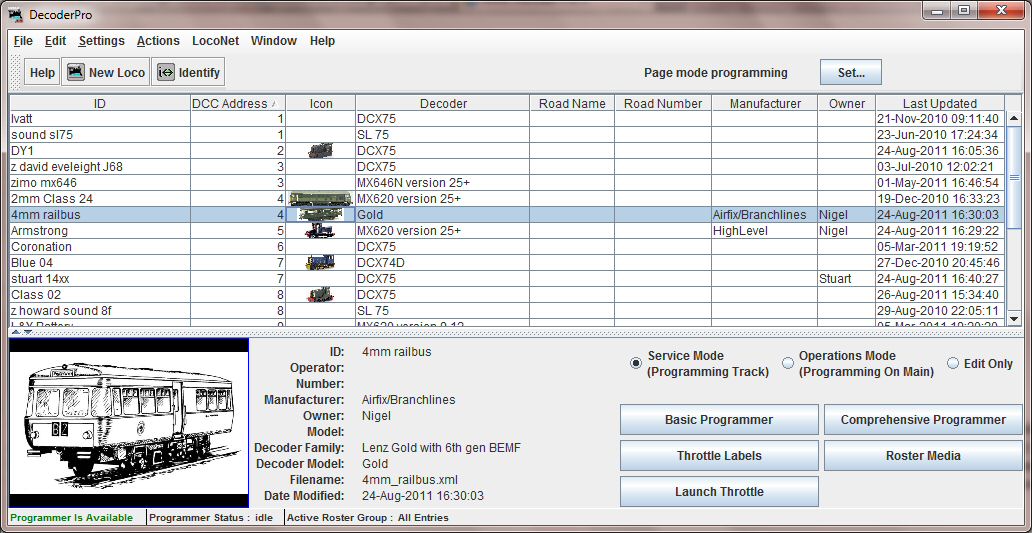 DecoderPro
File Edit Settings Actions LocoNet Window Help
Help New Loco Identify Page mode programming Set...
ID DCC Address Icon Decoder Road Name Road Number Manufacturer Owner Last Updated
Ivatt 1 DCX75 21-Nov-2010 09:11:40
sound sl75 1 SL 75 23-Jun-2010 17:24:34
DY1 2 DCX75 24-Aug-2011 16:05:36
z david eveleight J68 3 DCX75 03-Jul-2010 12:02:21
zimo mx646 3 MX646N version 25+ 01-May-2011 16:46:54
2mm Class 24 4 MX620 version 25+ 19-Dec-2010 16:33:23
4mm railbus 4 Gold Airfix/Branchlines Nigel 24-Aug-2011 16:30:03
Armstrong 5 MX620 version 25+ HighLevel Nigel 24-Aug-2011 16:29:22
Coronation 6 DCX75 05-Mar-2011 19:19:52
Blue 04 7 DCX74D 27-Dec-2010 20:45:46
stuart 14xx 7 DCX75 Stuart 24-Aug-2011 16:40:27
Class 02 8 DCX75 26-Aug-2011 15:34:40
z howard sound 8f 8 SL 75 29-Aug-2010 22:05:11
ID: 4mm railbus
Operator:
Number:
Manufacturer: Airfix/Branchlines
Owner: Nigel
Model:
Decoder Family: Lenz Gold with 6th gen BEMF
Decoder Model: Gold
Filename: 4mm_railbus.xml
Date Modified: 24-Aug-2011 16:30:03
Service Mode
(Programming Track)
Operations Mode
(Programming On Main)
Edit Only
Basic Programmer Comprehensive Programmer
Throttle Labels Roster Media
Launch Throttle
Programmer Is Available Programmer Status : idle Active Roster Group : All Entries